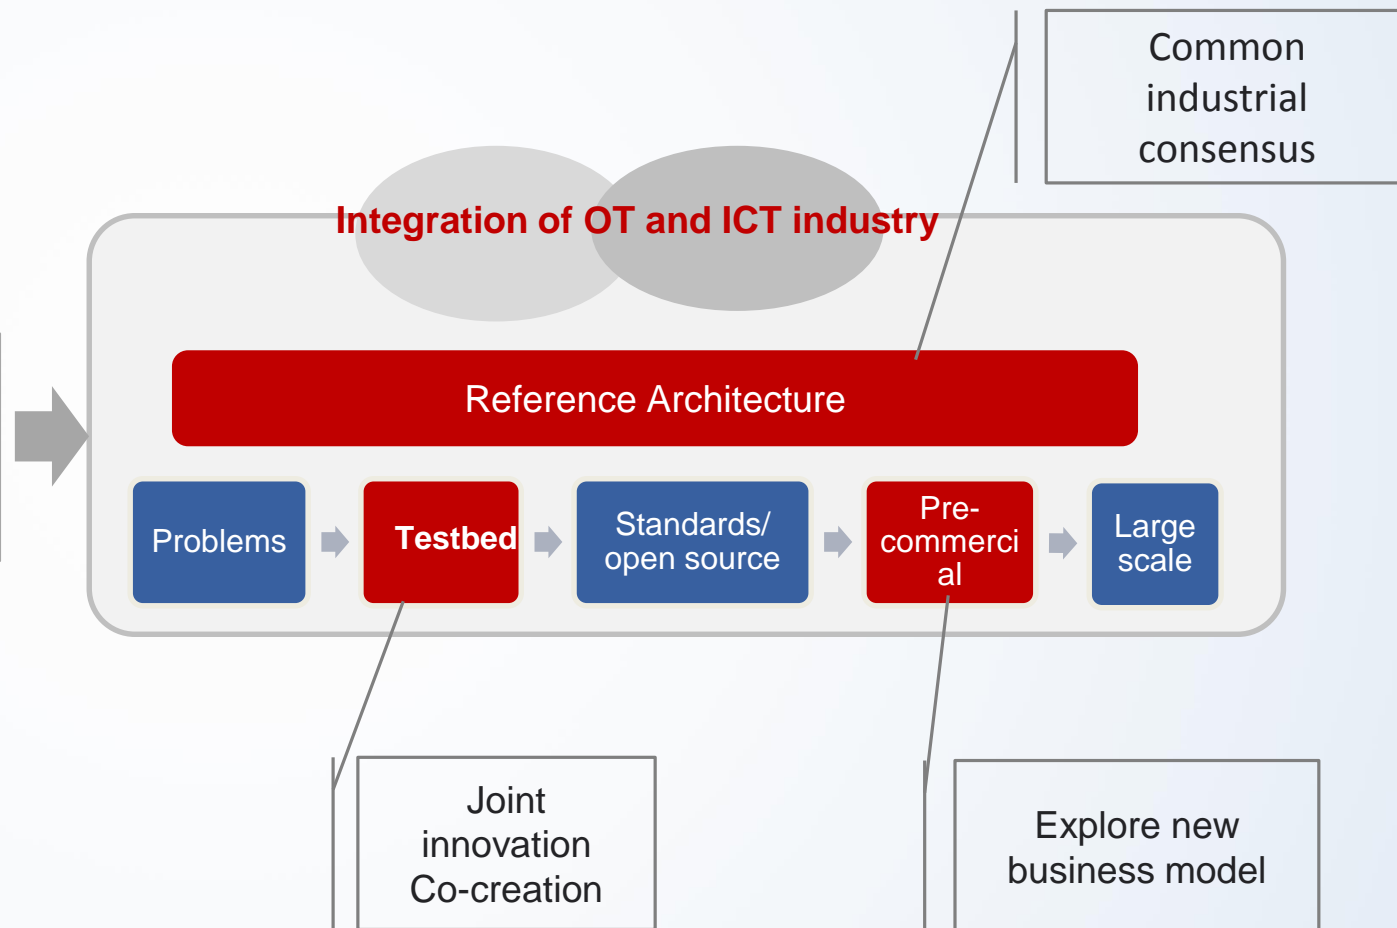 Common
industrial
consensus
Integration of OT and ICT industry
Reference Architecture
Problems
Testbed
Standards/
open source
Pre-
commerci
al
Large
scale
Joint
innovation
Co-creation
Explore new
business model